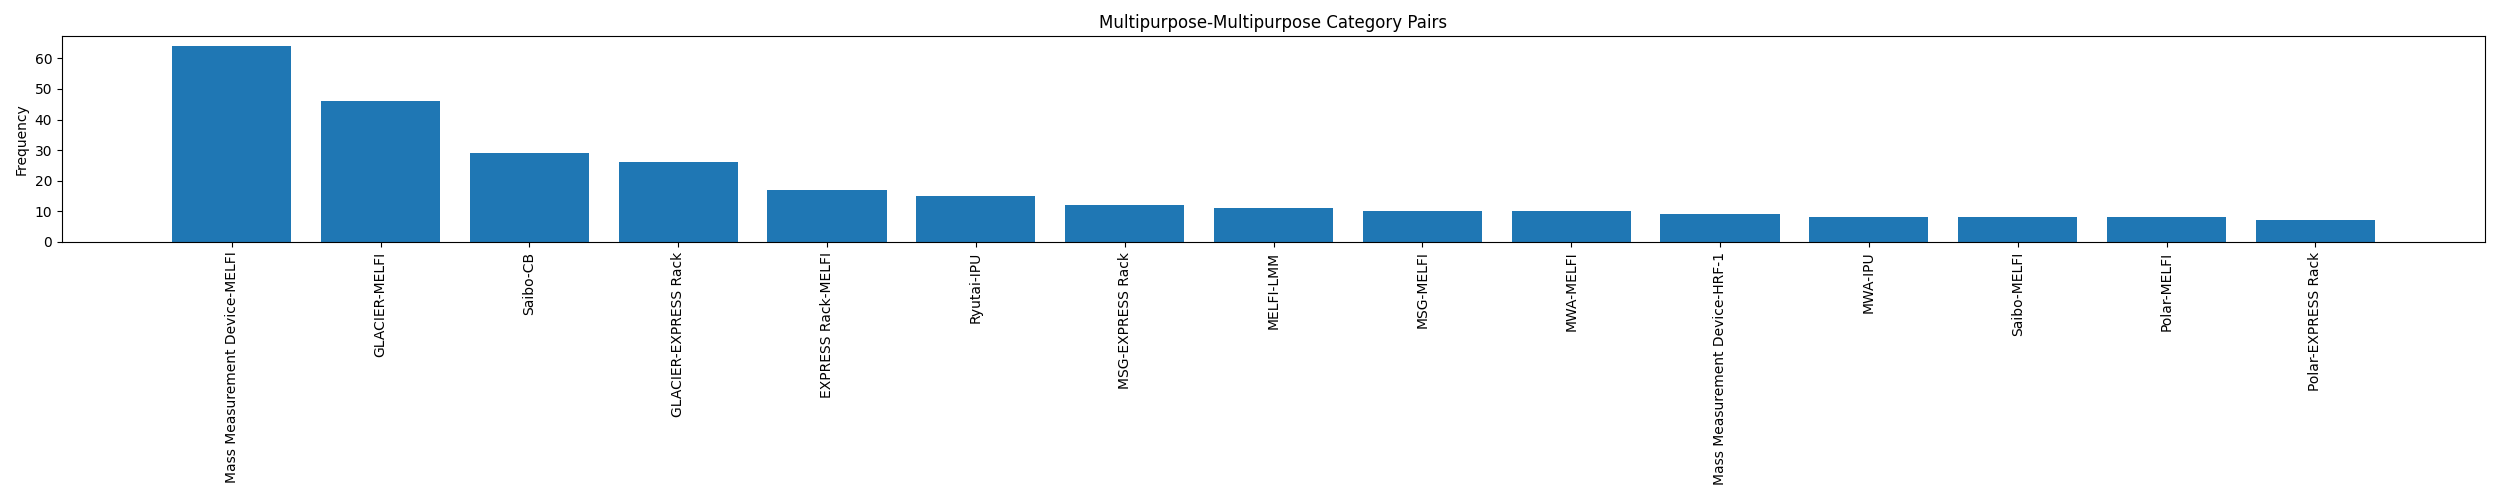 Multipurpose-Multipurpose Category Pairs
Frequency
60
50
40
30
20
10
0
Mass Measurement Device-MELFI
GLACIER-MELFI
Saibo-CB
GLACIER-EXPRESS Rack
EXPRESS Rack-MELFI
Ryutai-IPU
MSG-EXPRESS Rack
MELFI-LMM
MSG-MELFI
MWA-MELFI
Mass Measurement Device-HRF-1
MWA-IPU
Saibo-MELFI
Polar-MELFI
Polar-EXPRESS Rack